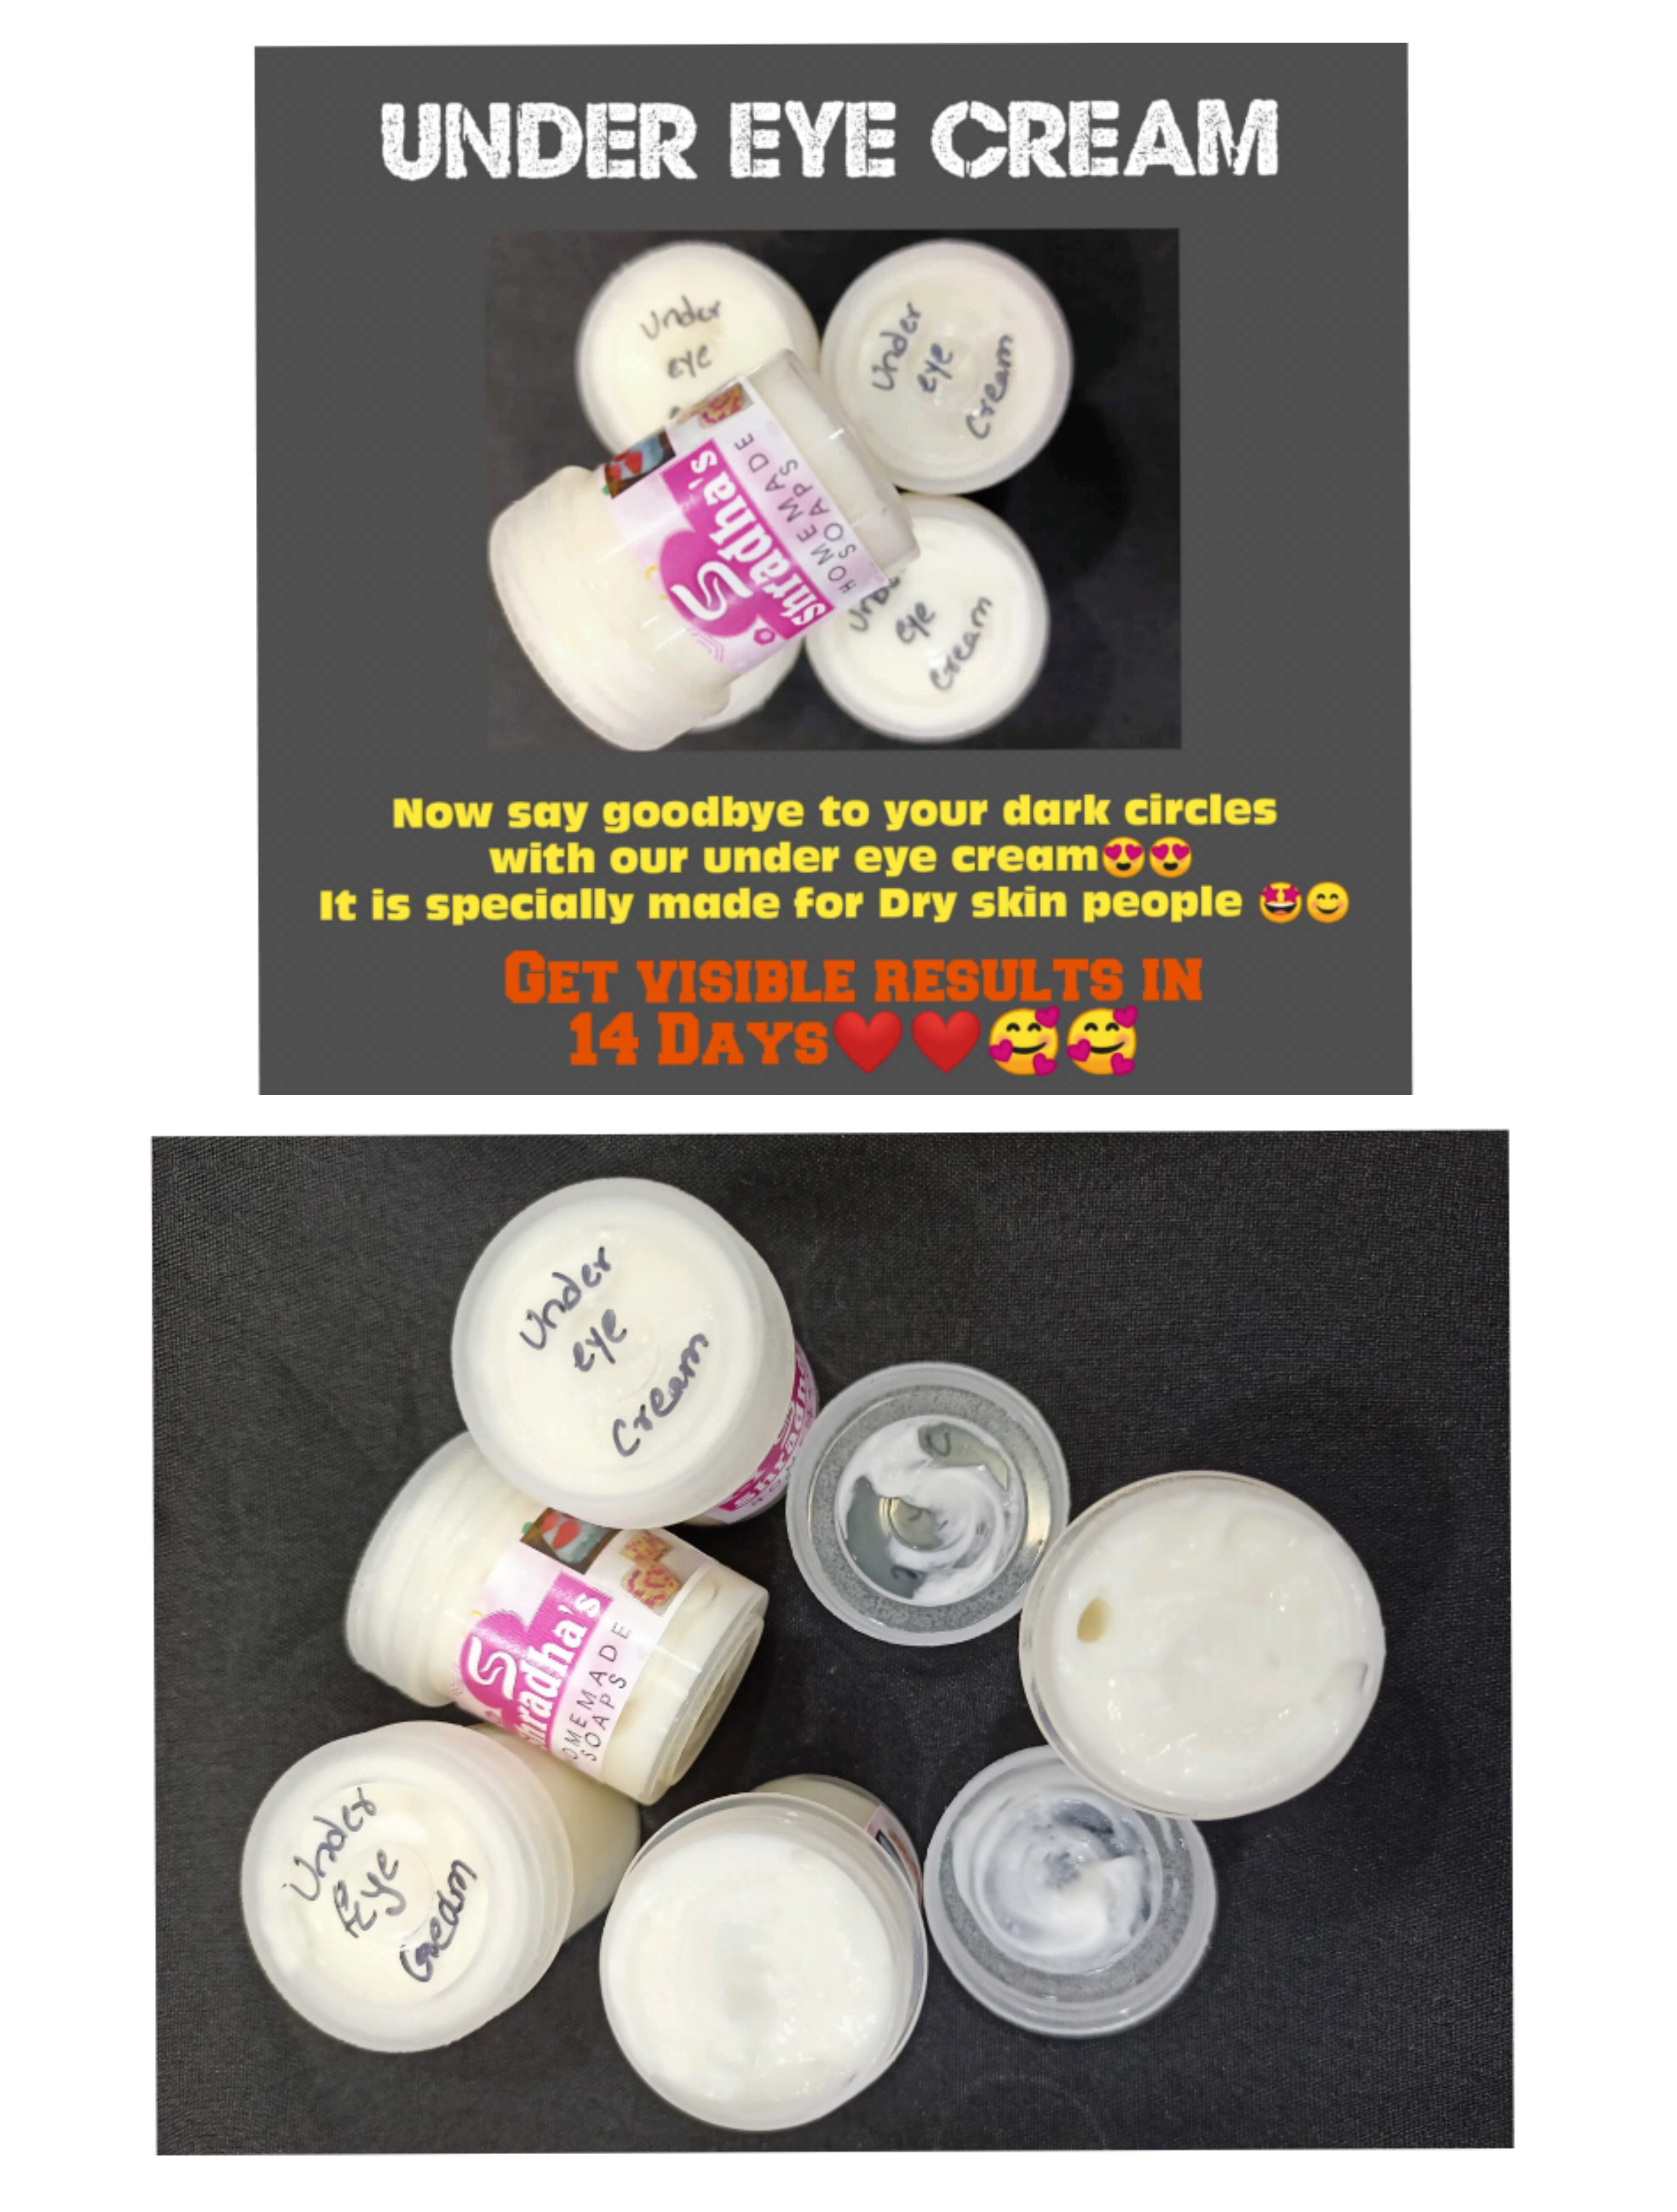 UNDER EYE CREAM
Under
eye
Under
eye
Cream
Shradha's
HOMEMADE
SOAPS
eye
Cream
Now say goodbye to your dark circles
with our under eye cream😍😍
It is specially made for Dry skin people 🤩😊
GET VISIBLE RESULTS IN
14 DAYS❤️❤️🥰🥰
Under
eye
Cream
Shradha's
HOMEMADE
SOAPS
Under
Eye
Cream